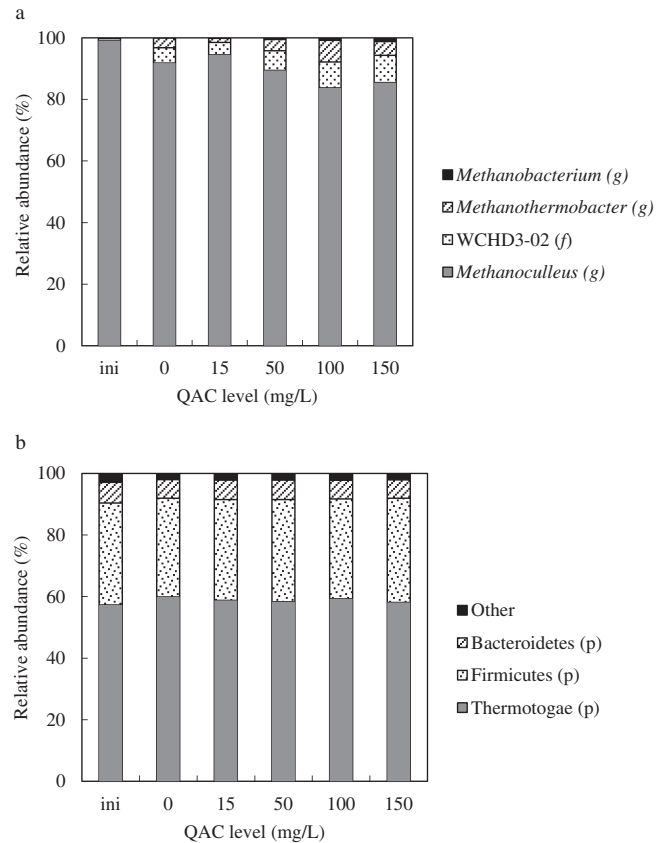 a
100
80
60
40
20
0
Relative abundance (%)
ini 0 15 50 100 150
QAC level (mg/L)
Methanobacterium (g)
Methanothermobacter (g)
WCHD3-02 (f)
Methanoculleus (g)
b
100
80
60
40
20
0
Relative abundance (%)
ini 0 15 50 100 150
QAC level (mg/L)
Other
Bacteroidetes (p)
Firmicutes (p)
Thermotogae (p)